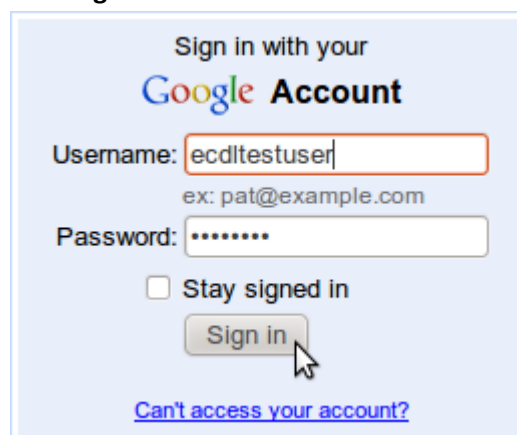 Sign in with your
Google Account
Username: ecdltestuser
ex: pat@example.com
Password: ••••••••
Stay signed in
Sign in
Can't access your account?